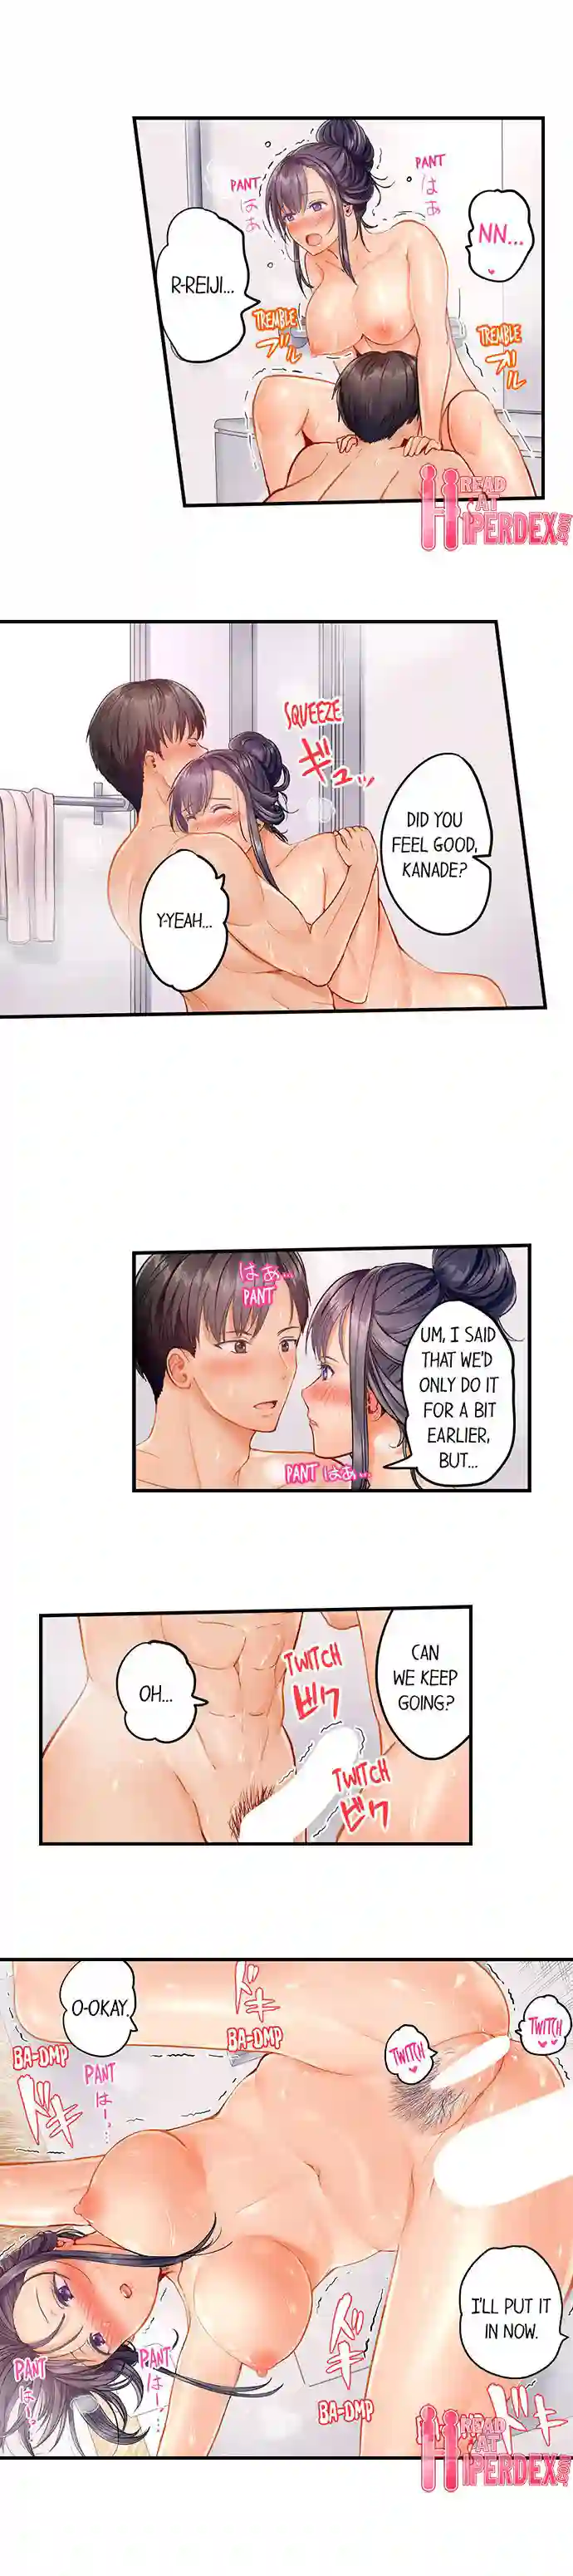 PANT
はぁ
PANT
はぁ
NN...
R-REIJI...
TREMBLE
ブル
TREMBLE
ブル
READ
AT
HIPERDEX
SQUEEZE
ギュッ
DID YOU
FEEL GOOD,
KANADE?
Y-YEAH...
はぁ...
PANT
UM, I SAID
THAT WE'D
ONLY DO IT
FOR A BIT
EARLIER,
BUT...
PANT はぁ...
CAN
WE KEEP
GOING?
TWITCH
ビク
OH...
TWITCH
ビク
O-OKAY.
ドキ
BA-DMP
TWITCH
TWITCH
BA-DMP
ドキ
PANT
はー...
I'LL PUT IT
IN NOW.
PANT
はー...
PANT
はー...
ドキ
BA-DMP
ドキ
READ
AT
HIPERDEX